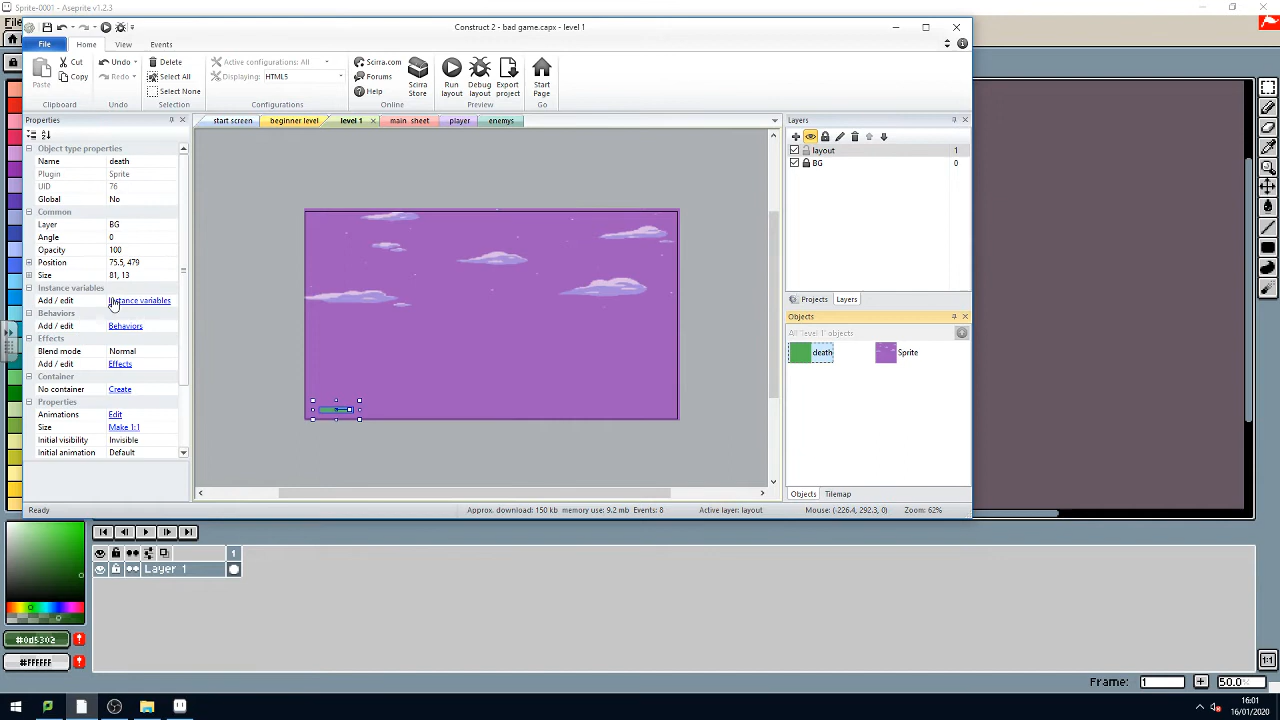 Sprite-0001 - Aseprite v1.2.3
File
Construct 2 - bad game.capx - level 1
File Home View Events
Paste
Cut
Copy
Clipboard
Undo
Redo
Undo
Delete
Select All
Select None
Selection
Active configurations: All
Displaying: HTML5
Configurations
Scirra.com
Forums
Help
Scirra Store
Online
Run layout
Debug layout
Export project
Preview
Start Page
Go
Properties
Object type properties
Name death
Plugin Sprite
UID 76
Global No
Common
Layer BG
Angle 0
Opacity 100
Position 75.5, 479
Size 81, 13
Instance variables
Add / edit Instance variables
Behaviors
Add / edit Behaviors
Effects
Blend mode Normal
Add / edit Effects
Container
No container Create
Properties
Animations Edit
Size Make 1:1
Initial visibility Invisible
Initial animation Default
start screen beginner level level 1 main sheet player enemys
Layers
layout 1
BG 0
Projects Layers
Objects
All 'level 1' objects
death Sprite
Objects Tilemap
Ready Approx. download: 150 kb memory use: 9.2 mb Events: 8 Active layer: layout Mouse: (-226.4, 292.3, 0) Zoom: 62%
1
Layer 1
#0d5302
#FFFFFF
1:1
Frame: 1 + 50.0%
16:01
16/01/2020